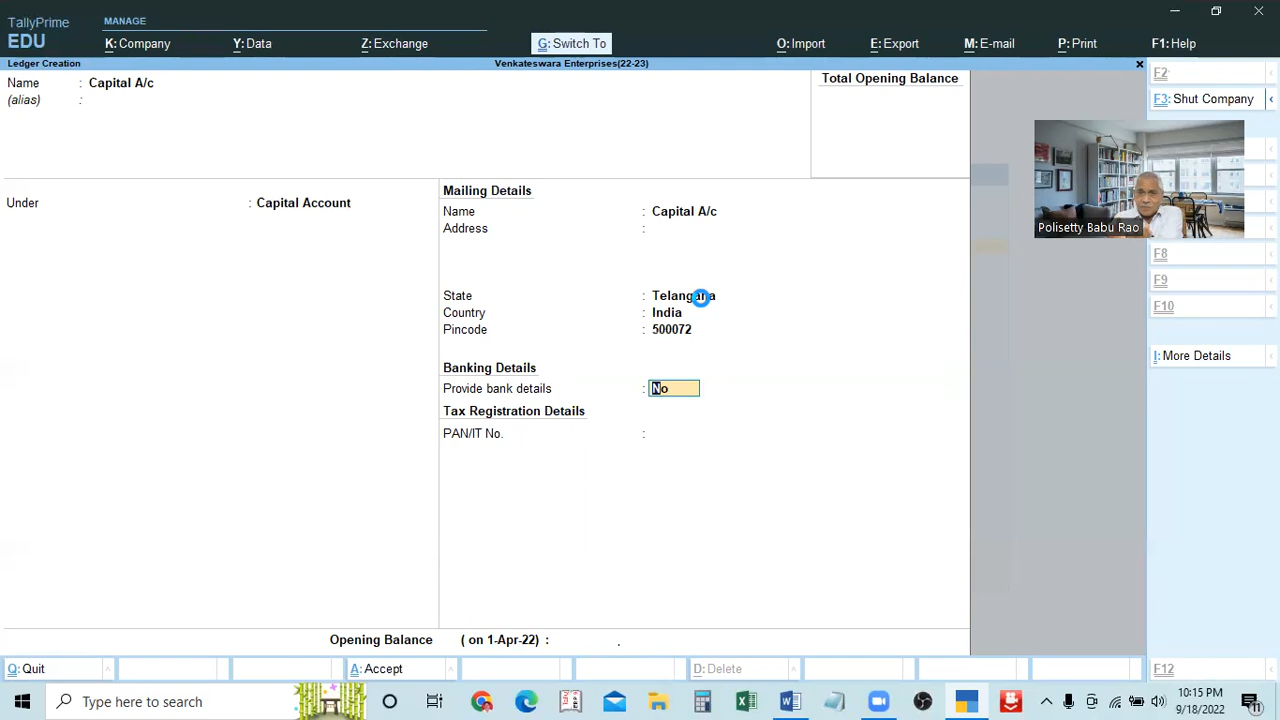 TallyPrime
EDU
MANAGE
K: Company
Y: Data
Z: Exchange
G: Switch To
O: Import
E: Export
M: E-mail
P: Print
F1: Help
Ledger Creation
Venkateswara Enterprises(22-23)
Name : Capital A/c
(alias) :
Total Opening Balance
F2
F3: Shut Company
Under : Capital Account
Mailing Details
Name : Capital A/c
Address :
State : Telangana
Country : India
Pincode : 500072
Banking Details
Provide bank details : No
Tax Registration Details
PAN/IT No. :
Polisetty Babu Rao
F8
F9
F10
I: More Details
Opening Balance ( on 1-Apr-22) :
Q: Quit
A: Accept
D: Delete
F12
Type here to search
10:15 PM
9/18/2022
11